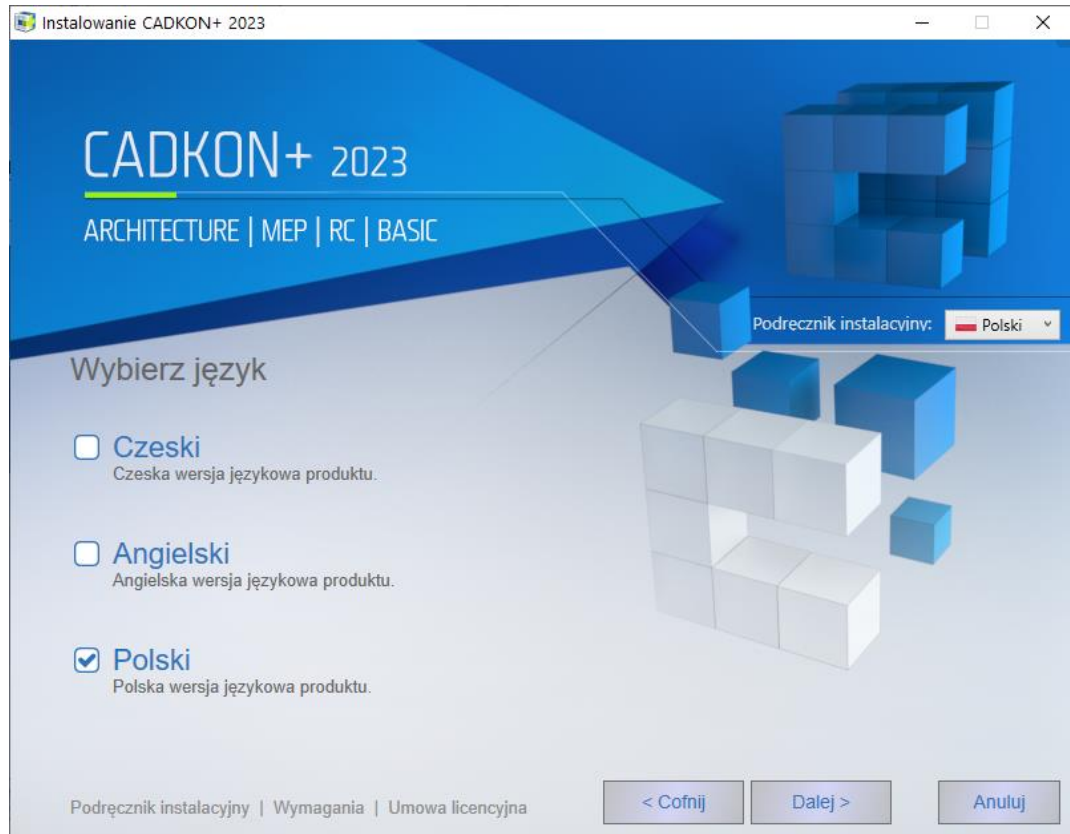 Instalowanie CADKON+ 2023
CADKON+ 2023
ARCHITECTURE | MEP | RC | BASIC
Podręcznik instalacyjny: Polski
Wybierz język
Czeski
Czeska wersja językowa produktu.
Angielski
Angielska wersja językowa produktu.
Polski
Polska wersja językowa produktu.
Podręcznik instalacyjny | Wymagania | Umowa licencyjna
< Cofnij
Dalej >
Anuluj